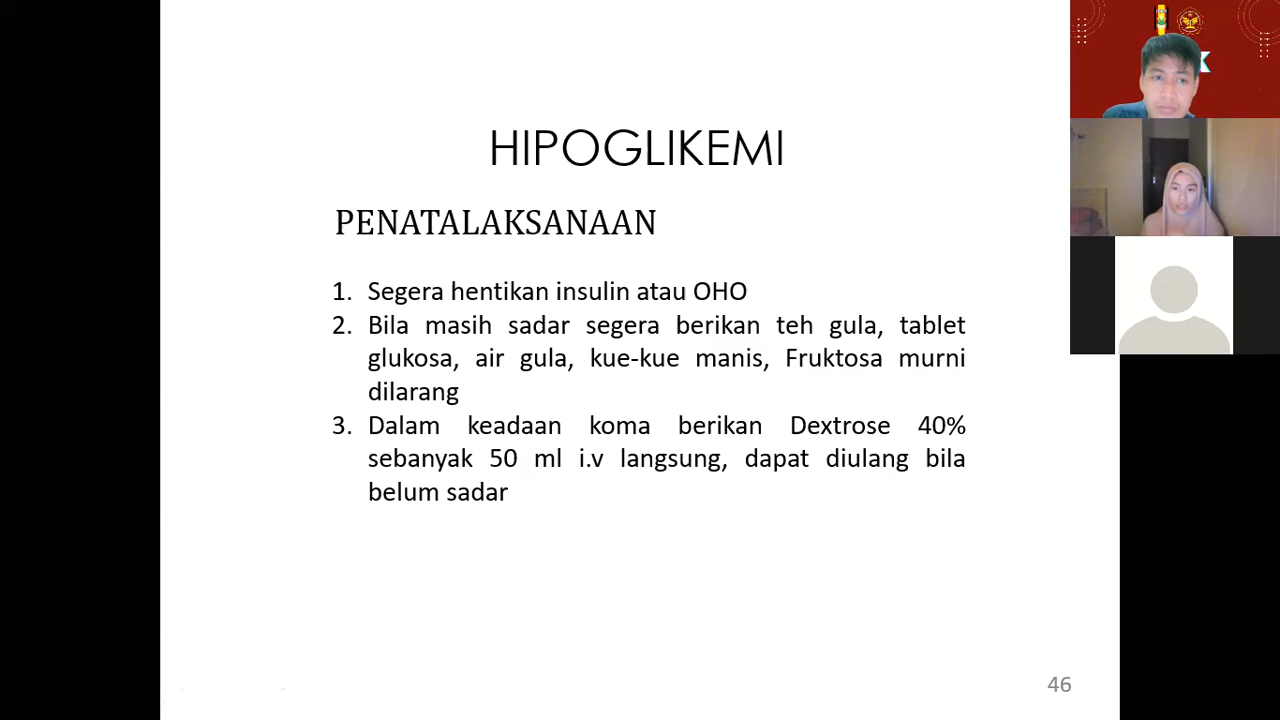 HIPOGLIKEMI
PENATALAKSANAAN
1. Segera hentikan insulin atau OHO
2. Bila masih sadar segera berikan teh gula, tablet
glukosa, air gula, kue-kue manis, Fruktosa murni
dilarang
3. Dalam keadaan koma berikan Dextrose 40%
sebanyak 50 ml i.v langsung, dapat diulang bila
belum sadar
46